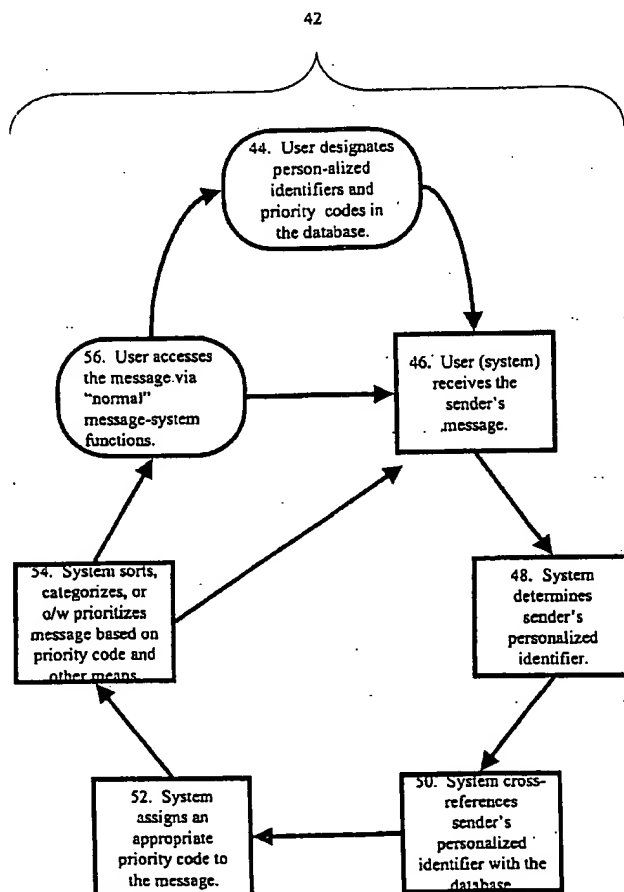 42
44. User designates
person-alized
identifiers and
priority codes in
the database.
56. User accesses
the message via
“normal”
message-system
functions.
46. User (system)
receives the
sender's
message.
54. System sorts,
categorizes, or
o/w prioritizes
message based on
priority code and
other means.
48. System
determines
sender's
personalized
identifier.
52. System
assigns an
appropriate
priority code to
the message.
50. System cross-
references
sender's
personalized
identifier with the
database.